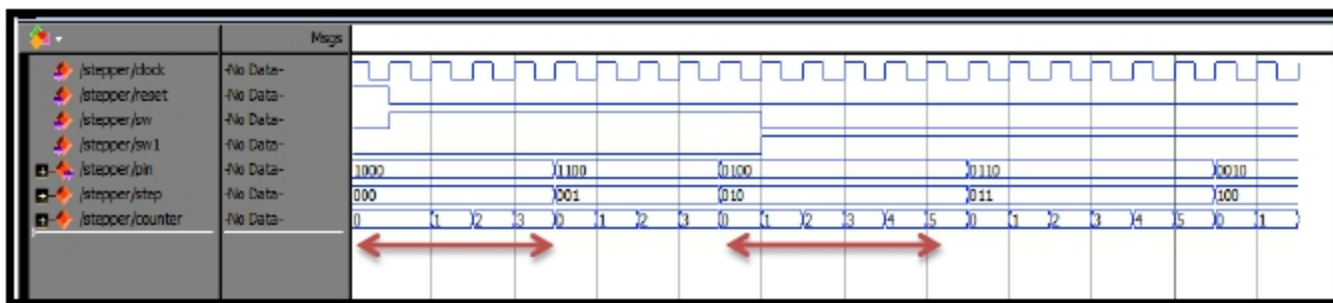 Msgs
/stepper/clock -No Data-
/stepper/reset -No Data-
/stepper/sw -No Data-
/stepper/sw1 -No Data-
/stepper/pin -No Data- 1000 1100 0100 0110 0010
/stepper/step -No Data- 000 001 010 011 100
/stepper/counter -No Data- 0 1 2 3 0 1 2 3 0 1 2 3 4 5 0 1 2 3 4 5 0 1